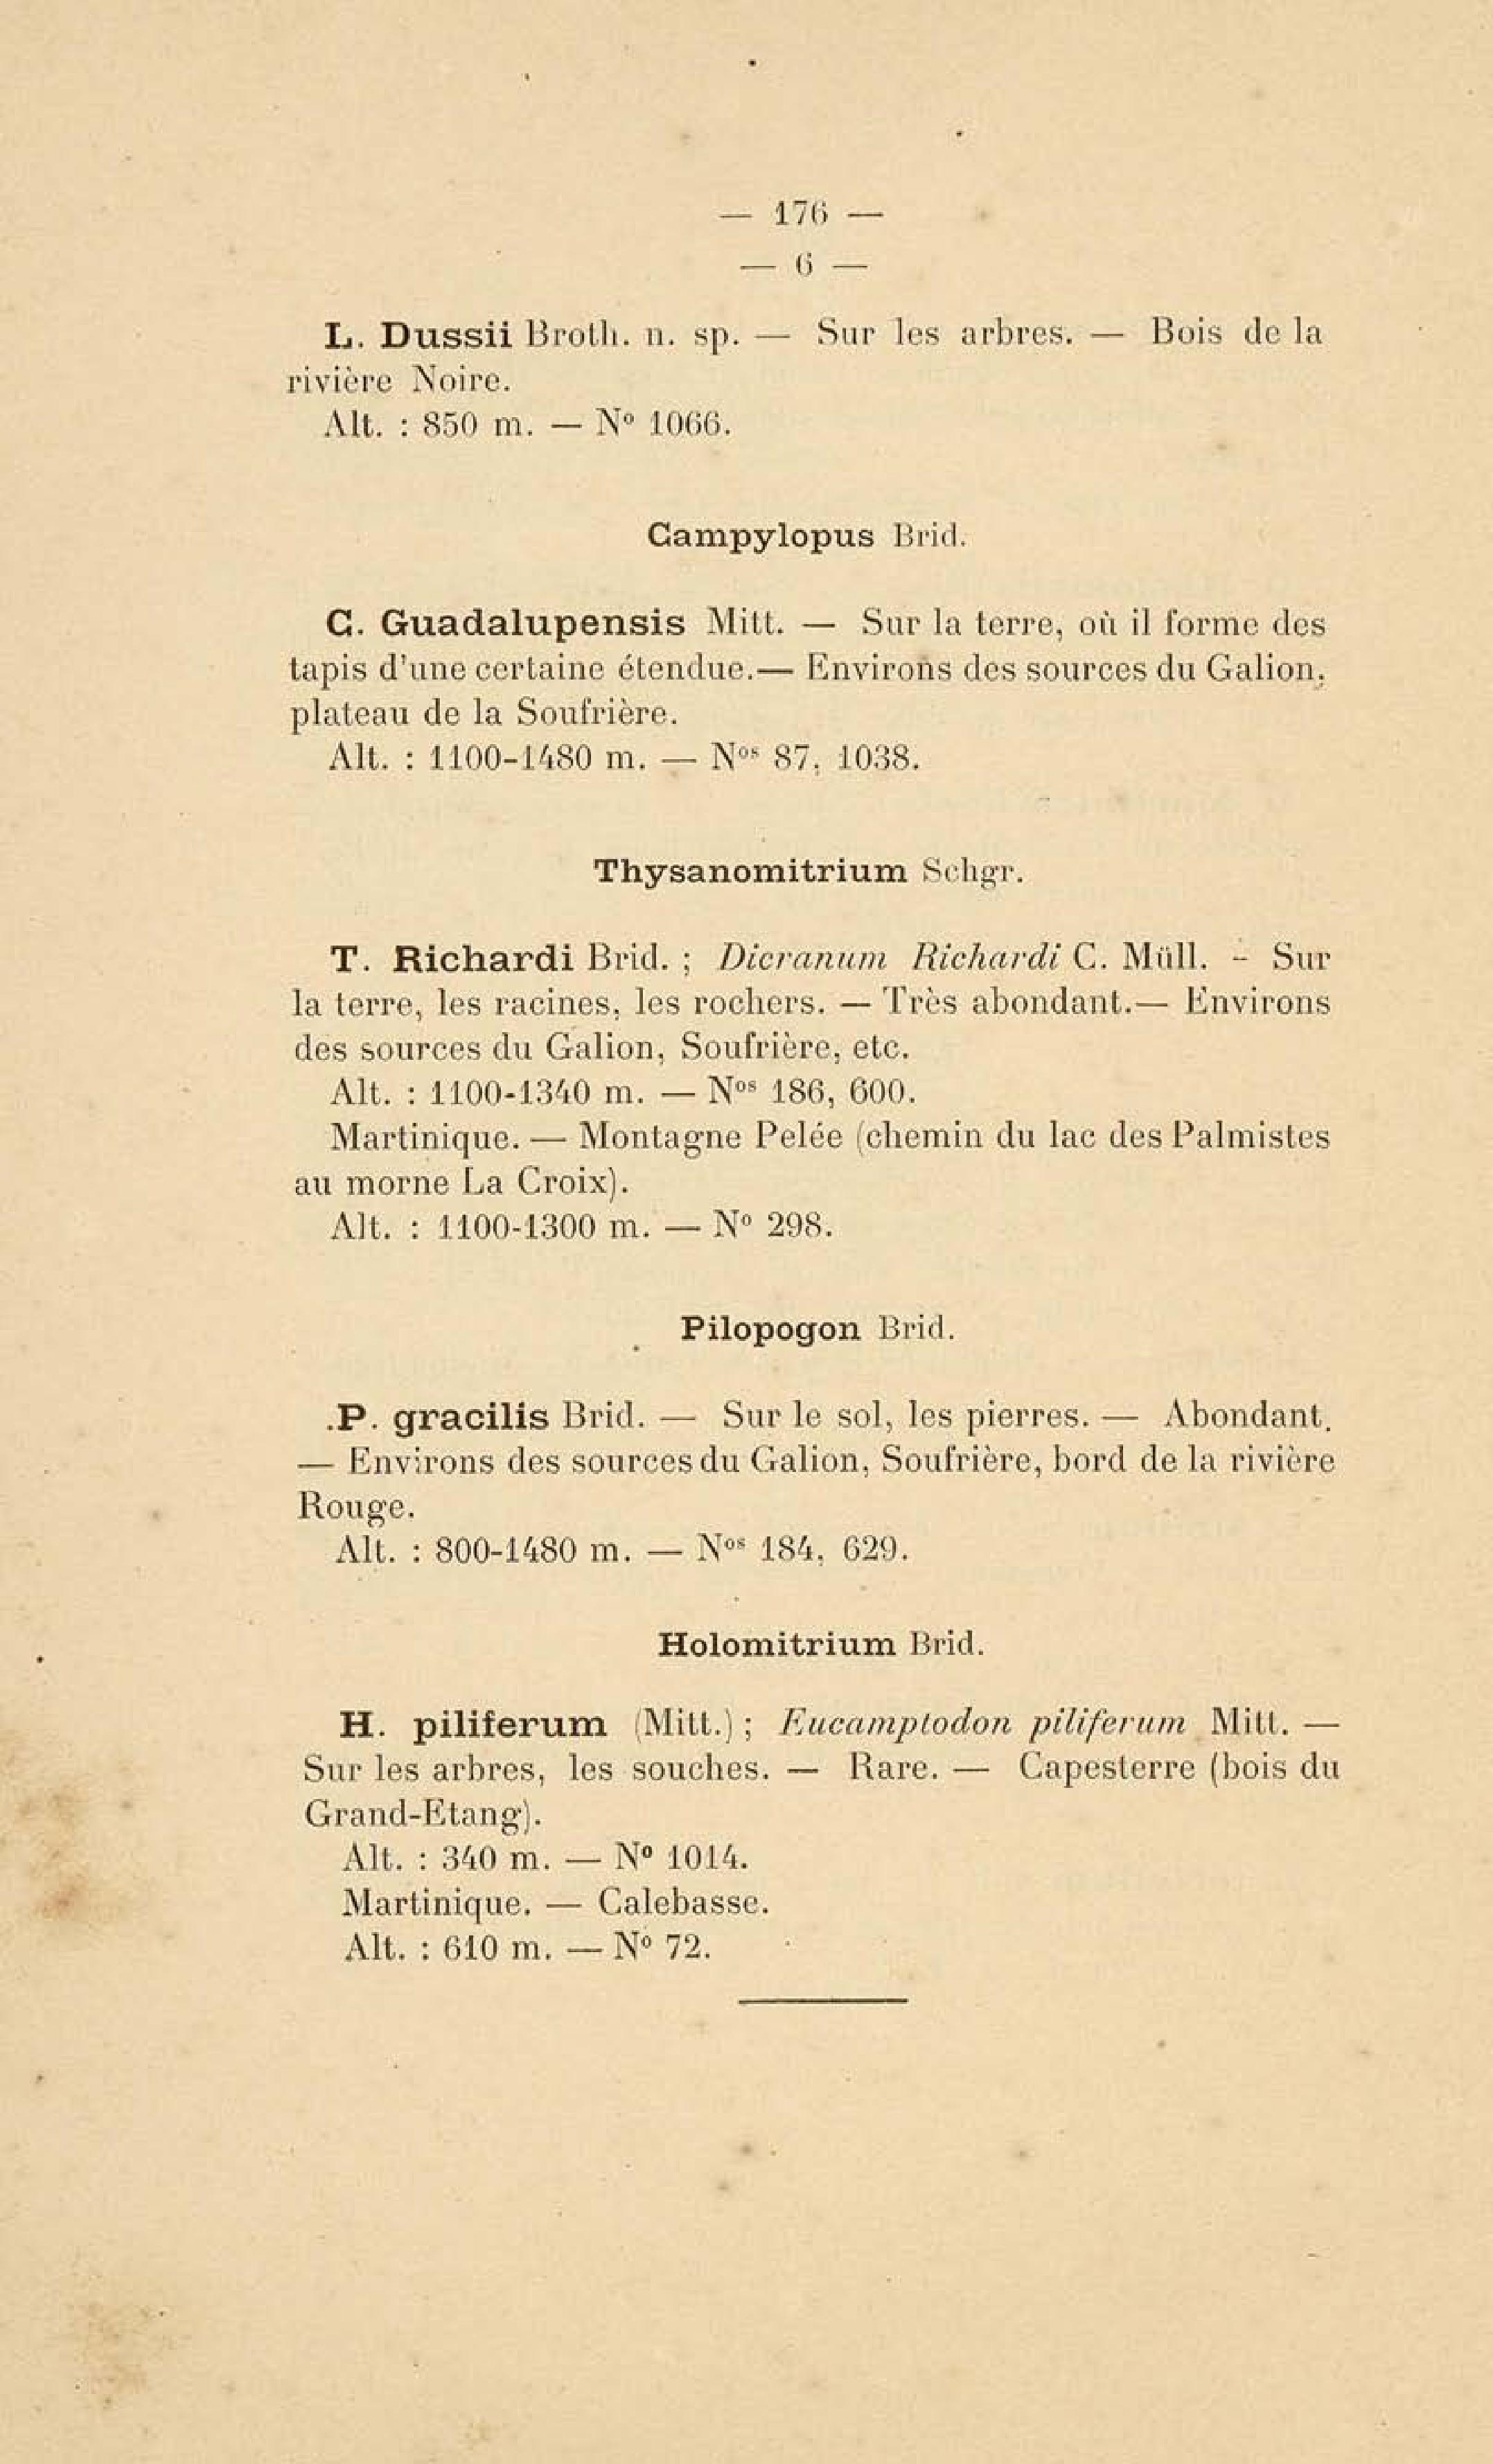 — 176 —
— 6 —
L. Dussii Broth. n. sp. — Sur les arbres. — Bois de la
rivière Noire.
Alt. : 850 m. — Nº 1066.
Campylopus Brid.
C. Guadalupensis Mitt. — Sur la terre, où il forme des
tapis d'une certaine étendue. — Environs des sources du Galion,
plateau de la Soufrière.
Alt. : 1100-1480 m. — Nos 87, 1038.
Thysanomitrium Schgr.
T. Richardi Brid. ; Dicranum Richardi C. Müll. - Sur
la terre, les racines, les rochers. — Très abondant. — Environs
des sources du Galion, Soufrière, etc.
Alt. : 1100-1340 m. — Nos 186, 600.
Martinique. — Montagne Pelée (chemin du lac des Palmistes
au morne La Croix).
Alt. : 1100-1300 m. — Nº 298.
Pilopogon Brid.
P. gracilis Brid. — Sur le sol, les pierres. — Abondant.
— Environs des sources du Galion, Soufrière, bord de la rivière
Rouge.
Alt. : 800-1480 m. — Nos 184, 629.
Holomitrium Brid.
H. piliferum (Mitt.) ; Eucamptodon piliferum Mitt. —
Sur les arbres, les souches. — Rare. — Capesterre (bois du
Grand-Etang).
Alt. : 340 m. — Nº 1014.
Martinique. — Calebasse.
Alt. : 610 m. — Nº 72.